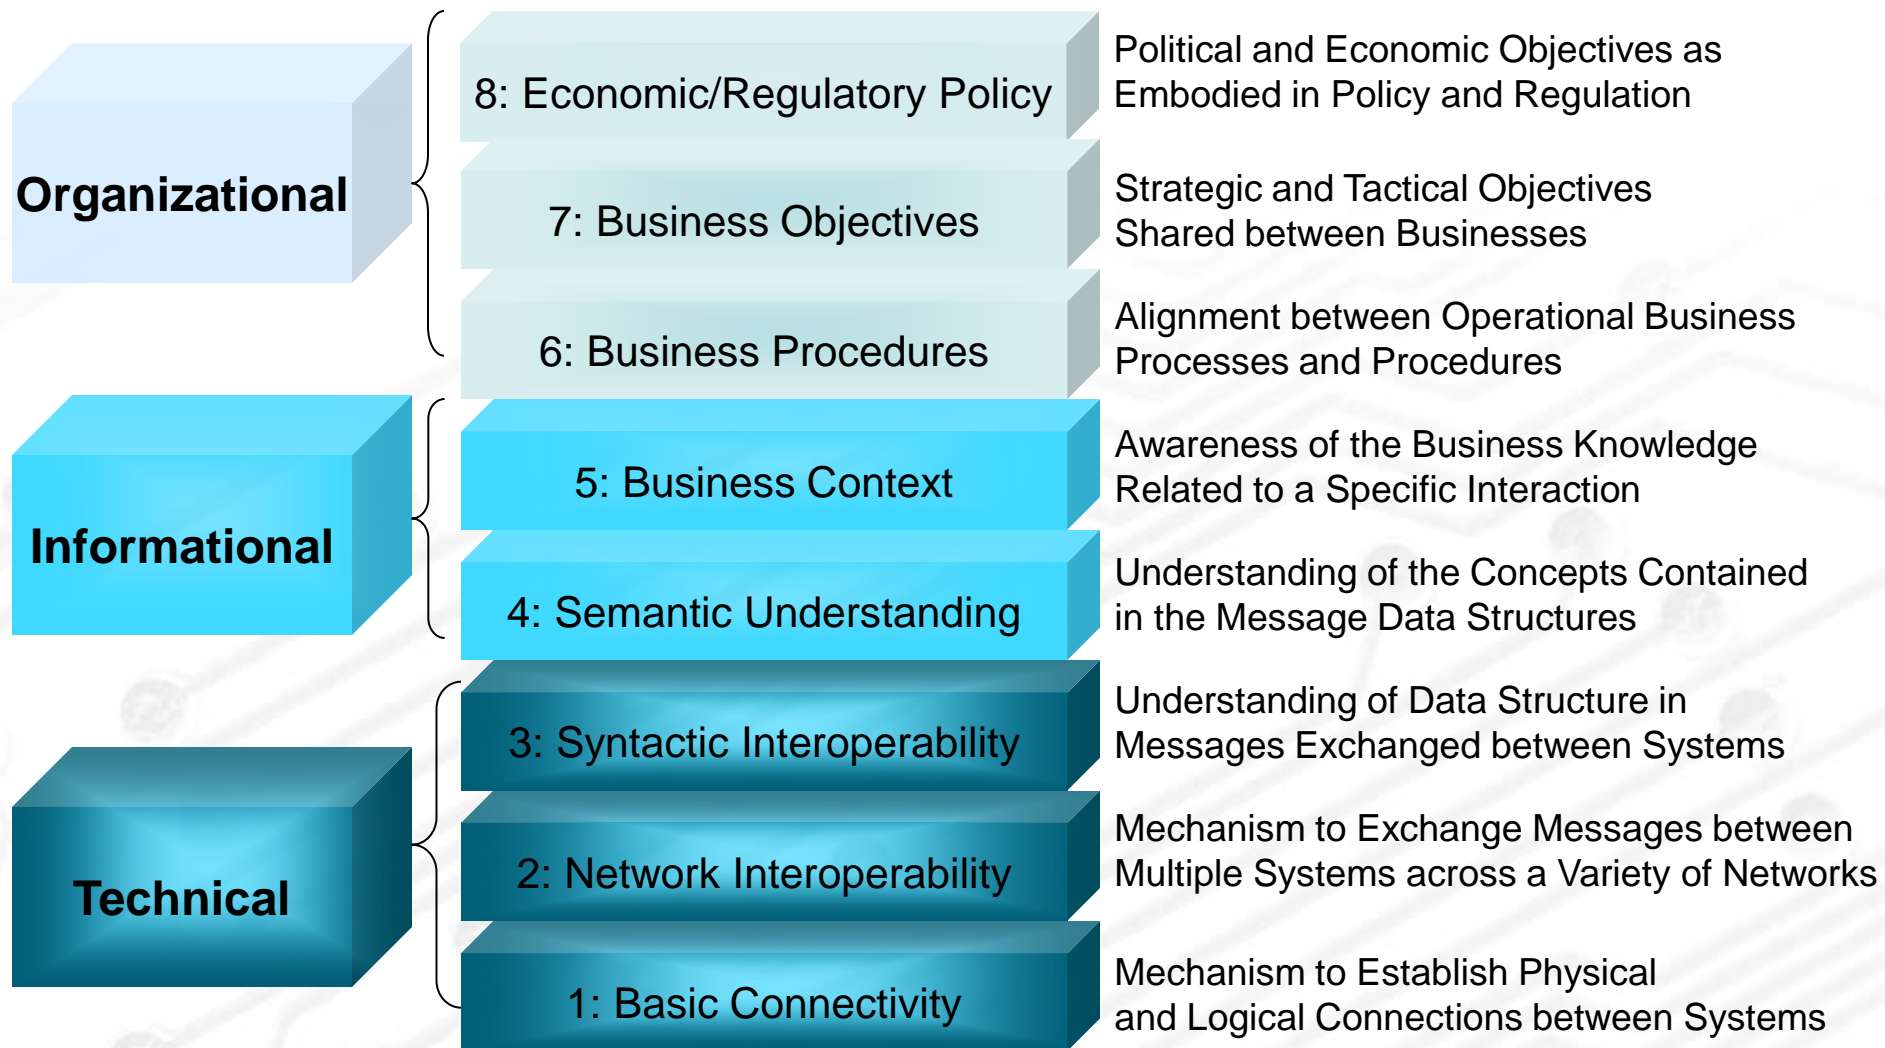 Organizational
8: Economic/Regulatory Policy
Political and Economic Objectives as
Embodied in Policy and Regulation
7: Business Objectives
Strategic and Tactical Objectives
Shared between Businesses
6: Business Procedures
Alignment between Operational Business
Processes and Procedures
Informational
5: Business Context
Awareness of the Business Knowledge
Related to a Specific Interaction
4: Semantic Understanding
Understanding of the Concepts Contained
in the Message Data Structures
Technical
3: Syntactic Interoperability
Understanding of Data Structure in
Messages Exchanged between Systems
2: Network Interoperability
Mechanism to Exchange Messages between
Multiple Systems across a Variety of Networks
1: Basic Connectivity
Mechanism to Establish Physical
and Logical Connections between Systems